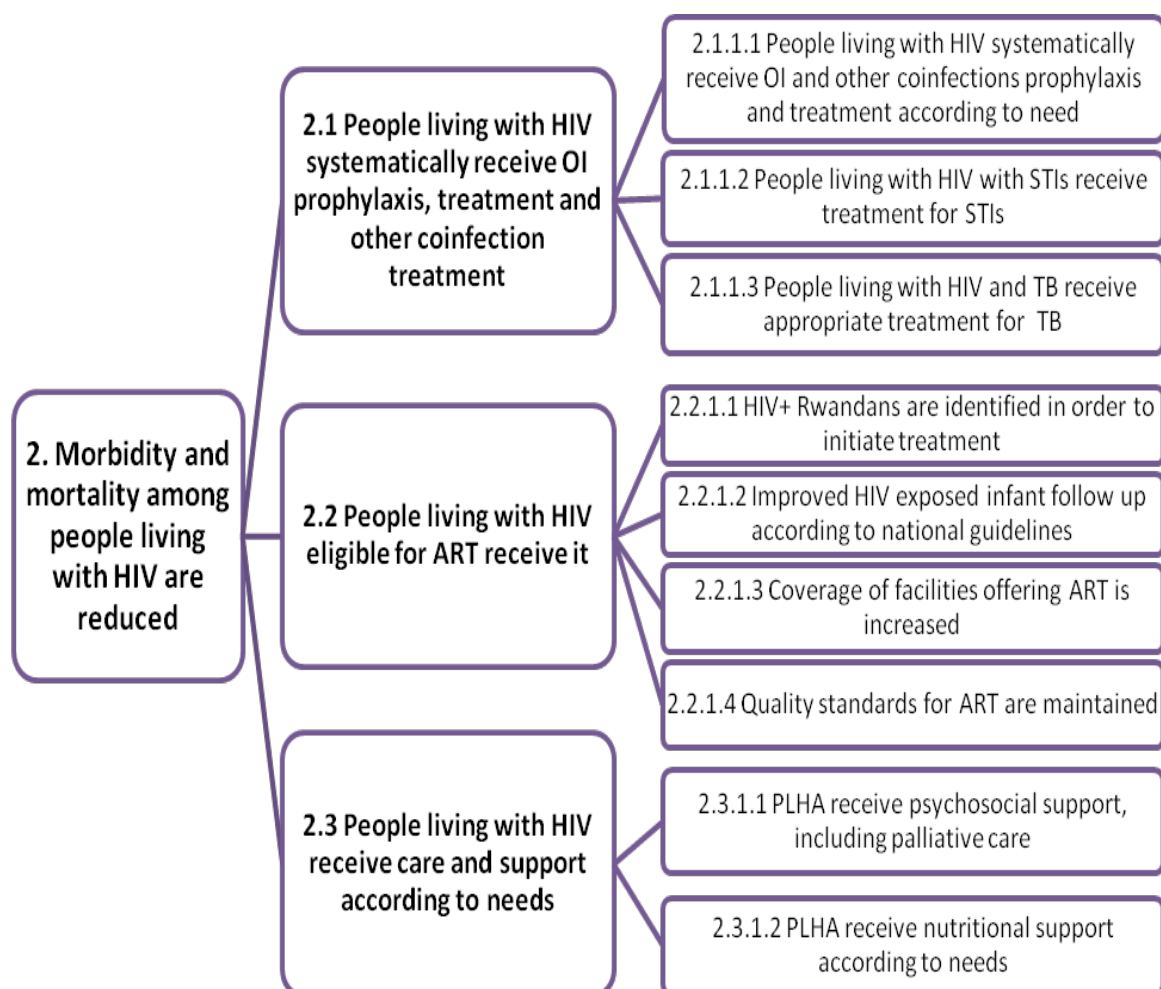 2. Morbidity and
mortality among
people living
with HIV are
reduced
2.1 People living with HIV
systematically receive OI
prophylaxis, treatment and
other coinfection
treatment
2.1.1.1 People living with HIV systematically
receive OI and other coinfections prophylaxis
and treatment according to need
2.1.1.2 People living with HIV with STIs receive
treatment for STIs
2.1.1.3 People living with HIV and TB receive
appropriate treatment for TB
2.2 People living with HIV
eligible for ART receive it
2.2.1.1 HIV+ Rwandans are identified in order to
initiate treatment
2.2.1.2 Improved HIV exposed infant follow up
according to national guidelines
2.2.1.3 Coverage of facilities offering ART is
increased
2.2.1.4 Quality standards for ART are maintained
2.3 People living with HIV
receive care and support
according to needs
2.3.1.1 PLHA receive psychosocial support,
including palliative care
2.3.1.2 PLHA receive nutritional support
according to needs